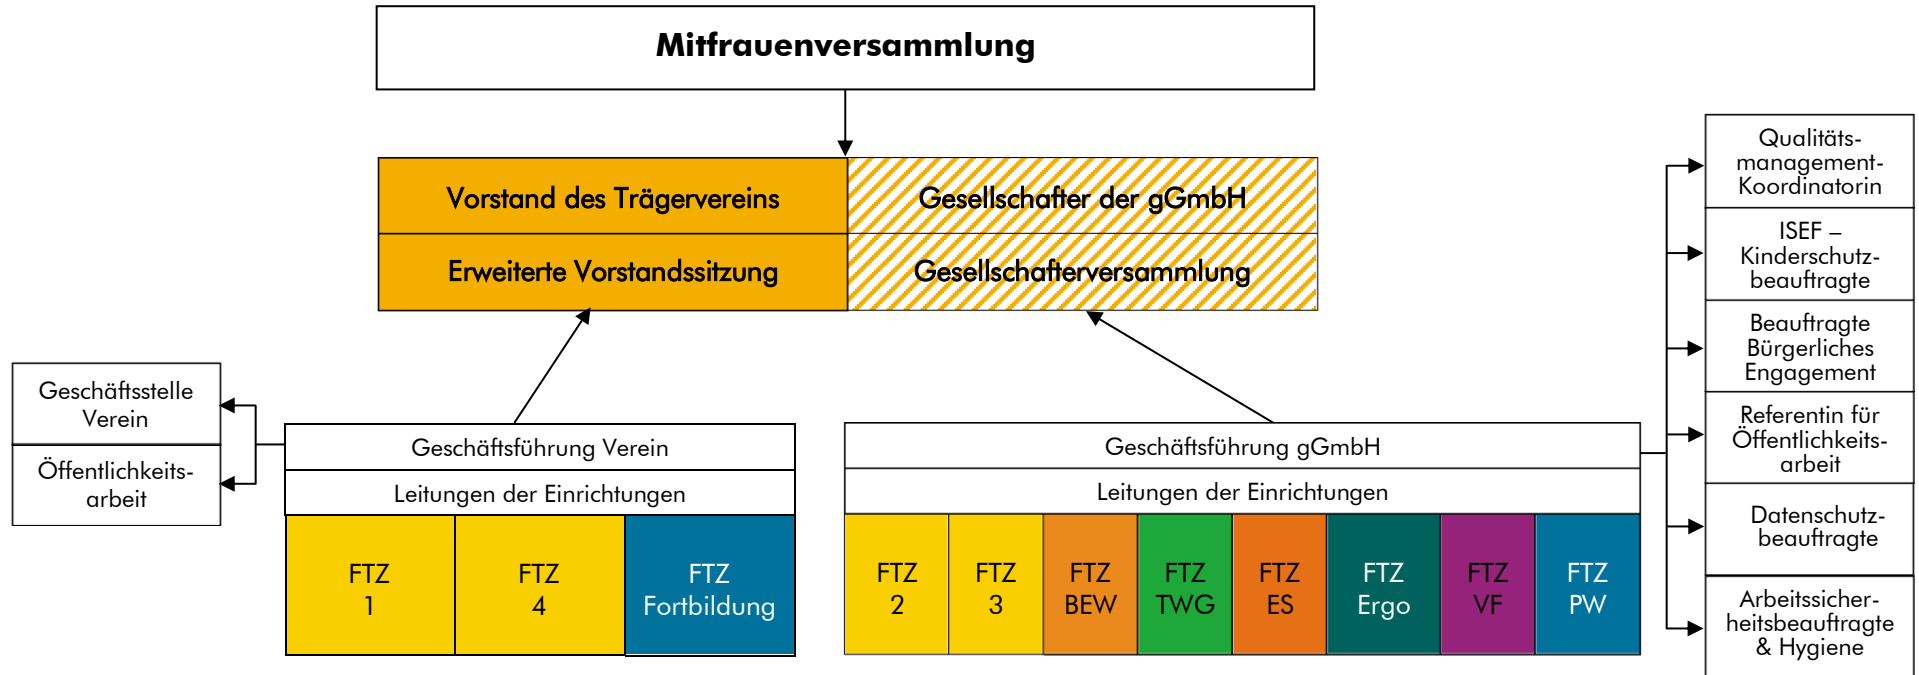 Mitfrauenversammlung
Vorstand des Trägervereins
Gesellschafter der gGmbH
Erweiterte Vorstandssitzung
Gesellschafterversammlung
Geschäftsstelle
Verein
Öffentlichkeits-
arbeit
Geschäftsführung Verein
Leitungen der Einrichtungen
FTZ
1
FTZ
4
FTZ
Fortbildung
Geschäftsführung gGmbH
Leitungen der Einrichtungen
FTZ
2
FTZ
3
FTZ
BEW
FTZ
TWG
FTZ
ES
FTZ
Ergo
FTZ
VF
FTZ
PW
Qualitäts-
management-
Koordinatorin
ISEF –
Kinderschutz-
beauftragte
Beauftragte
Bürgerliches
Engagement
Referentin für
Öffentlichkeits-
arbeit
Datenschutz-
beauftragte
Arbeitssicher-
heitsbeauftragte
& Hygiene